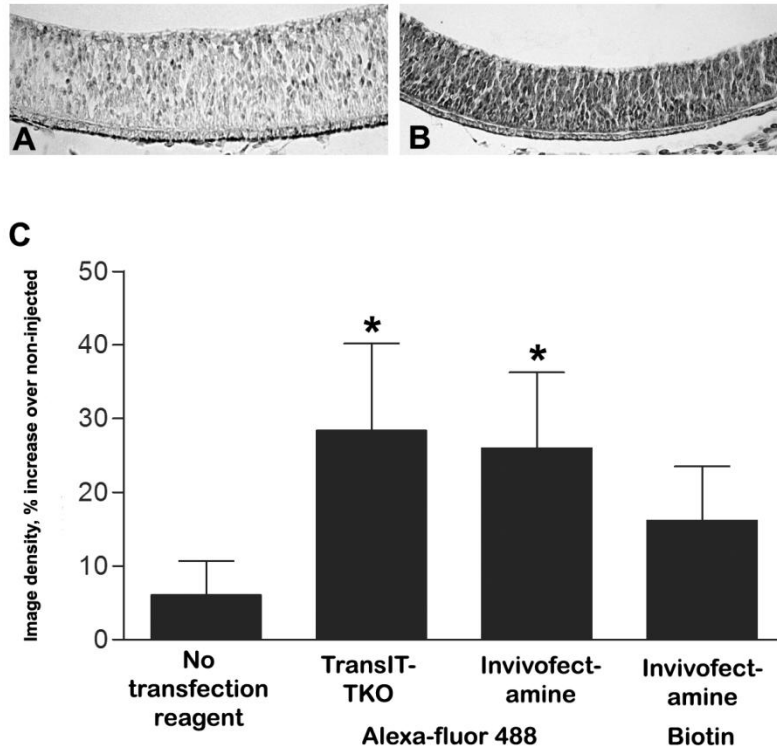 A
B
C
Image density, % increase over non-injected
50
40
30
20
10
0
*
*
No
transfection
reagent
TransIT-
TKO
Invivofect-
amine
Invivofect-
amine
Alexa-fluor 488
Biotin